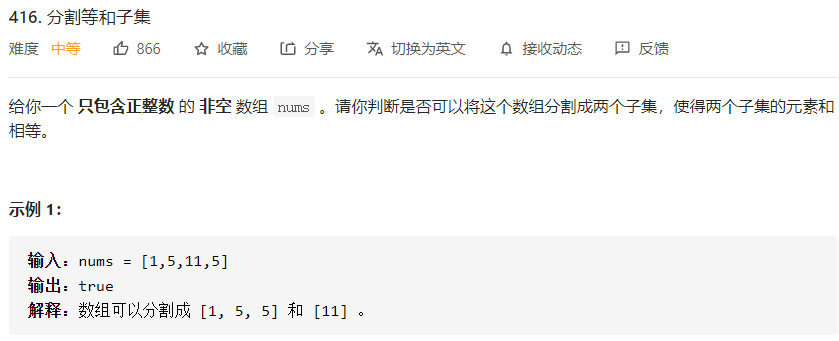 416. 分割等和子集
难度 中等 866 收藏 分享 切换为英文 接收动态 反馈
给你一个 只包含正整数 的 非空 数组 nums 。请你判断是否可以将这个数组分割成两个子集，使得两个子集的元素和
相等。
示例 1：
输入：nums = [1,5,11,5]
输出：true
解释：数组可以分割成 [1, 5, 5] 和 [11] 。